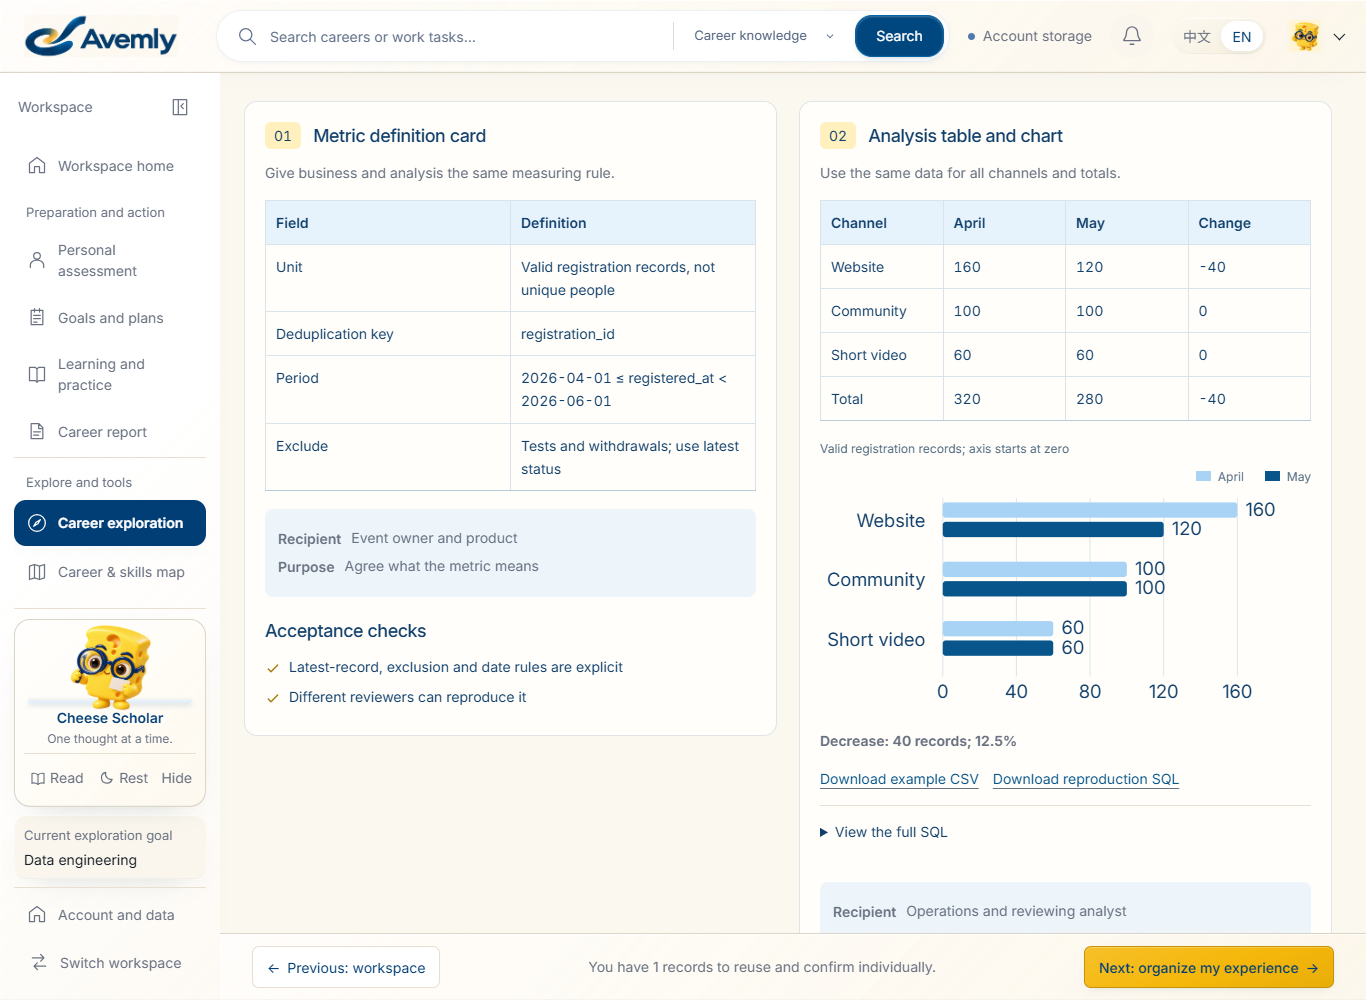 Avemly
Search careers or work tasks...
Career knowledge
Search
Account storage
中文
EN
Workspace
Workspace home
Preparation and action
Personal
assessment
Goals and plans
Learning and
practice
Career report
Explore and tools
Career exploration
Career & skills map
Cheese Scholar
One thought at a time.
Read
Rest
Hide
Current exploration goal
Data engineering
Account and data
Switch workspace
01 Metric definition card
Give business and analysis the same measuring rule.
Field Definition
Unit Valid registration records, not
unique people
Deduplication key registration_id
Period 2026-04-01 ≤ registered_at <
2026-06-01
Exclude Tests and withdrawals; use latest
status
Recipient Event owner and product
Purpose Agree what the metric means
Acceptance checks
Latest-record, exclusion and date rules are explicit
Different reviewers can reproduce it
02 Analysis table and chart
Use the same data for all channels and totals.
Channel April May Change
Website 160 120 -40
Community 100 100 0
Short video 60 60 0
Total 320 280 -40
Valid registration records; axis starts at zero
April May
Website 160
120
Community 100
100
Short video 60
60
0 40 80 120 160
Decrease: 40 records; 12.5%
Download example CSV Download reproduction SQL
View the full SQL
Recipient Operations and reviewing analyst
← Previous: workspace
You have 1 records to reuse and confirm individually.
Next: organize my experience →